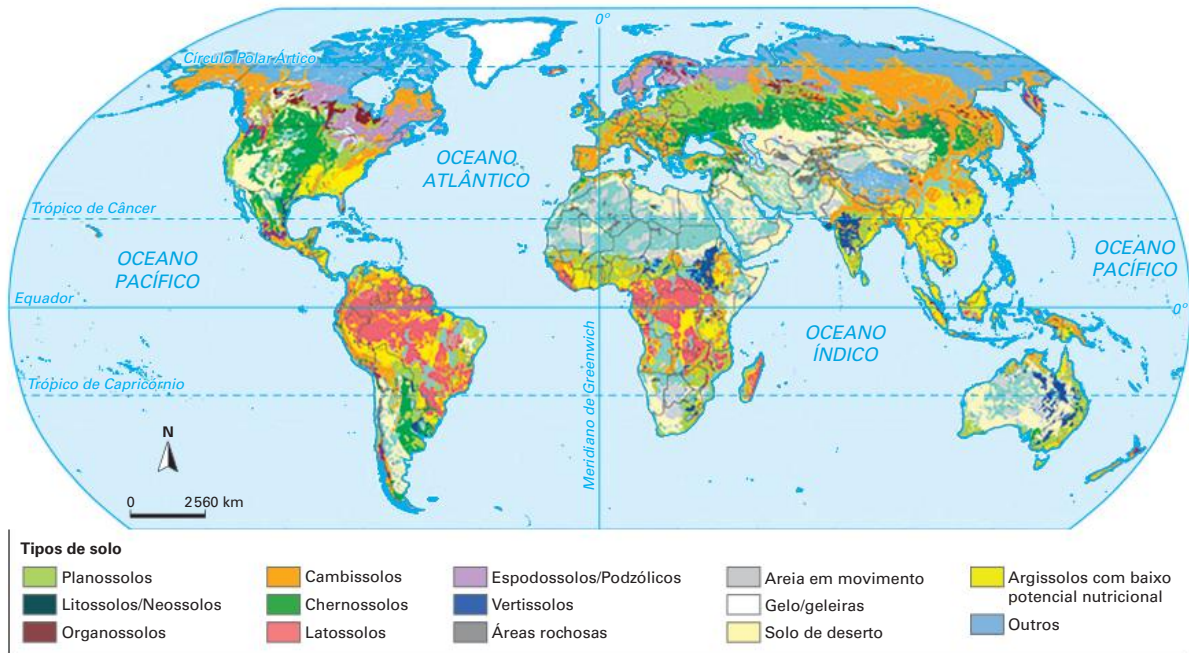 0°
Círculo Polar Ártico
OCEANO
ATLÂNTICO
Trópico de Câncer
OCEANO
PACÍFICO
OCEANO
PACÍFICO
Equador
0°
OCEANO
ÍNDICO
Meridiano de Greenwich
Trópico de Capricórnio
N
0
2 560 km
Tipos de solo
Planossolos
Litossolos/Neossolos
Organossolos
Cambissolos
Chernossolos
Latossolos
Espodossolos/Podzólicos
Vertissolos
Áreas rochosas
Areia em movimento
Gelo/geleiras
Solo de deserto
Argissolos com baixo
potencial nutricional
Outros